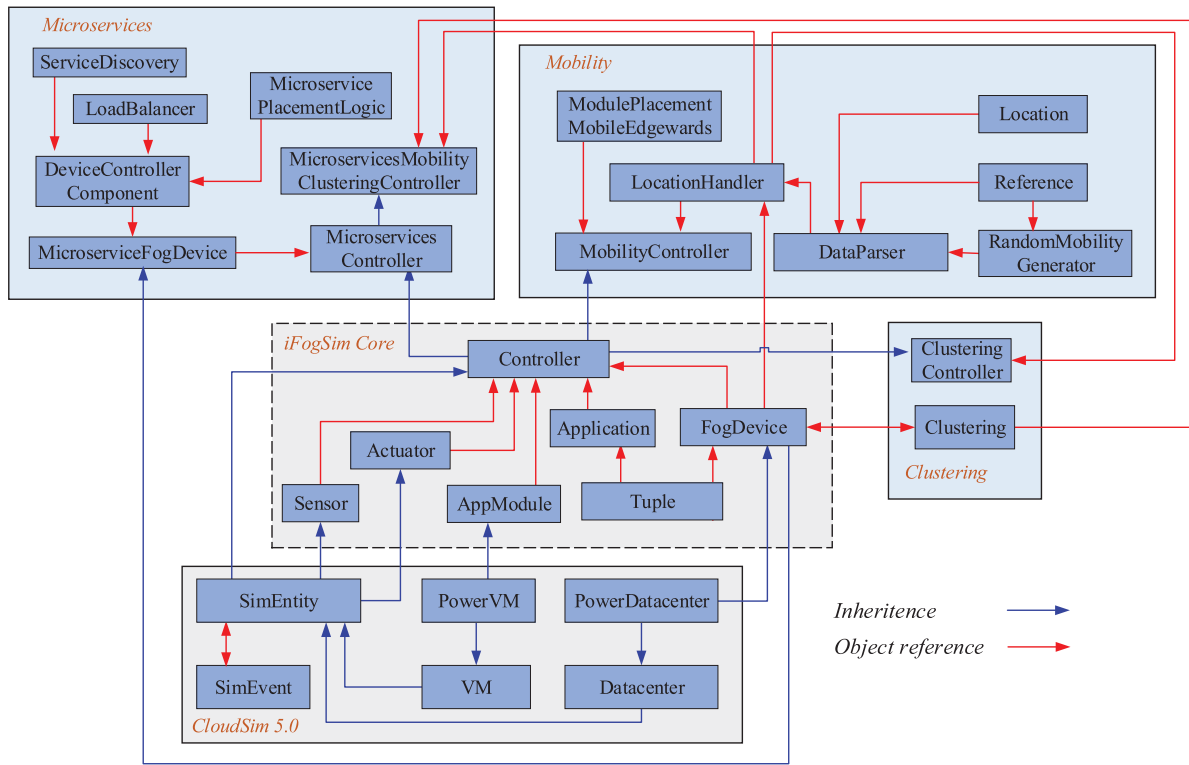 Microservices
ServiceDiscovery
LoadBalancer
Microservice
PlacementLogic
DeviceController
Component
MicroservicesMobility
ClusteringController
MicroserviceFogDevice
Microservices
Controller
Mobility
ModulePlacement
MobileEdgewards
Location
LocationHandler
Reference
MobilityController
DataParser
RandomMobility
Generator
iFogSim Core
Controller
Application
FogDevice
Actuator
Sensor
AppModule
Tuple
Clustering
Controller
Clustering
Clustering
SimEntity
PowerVM
PowerDatacenter
SimEvent
VM
Datacenter
CloudSim 5.0
Inheritence
Object reference